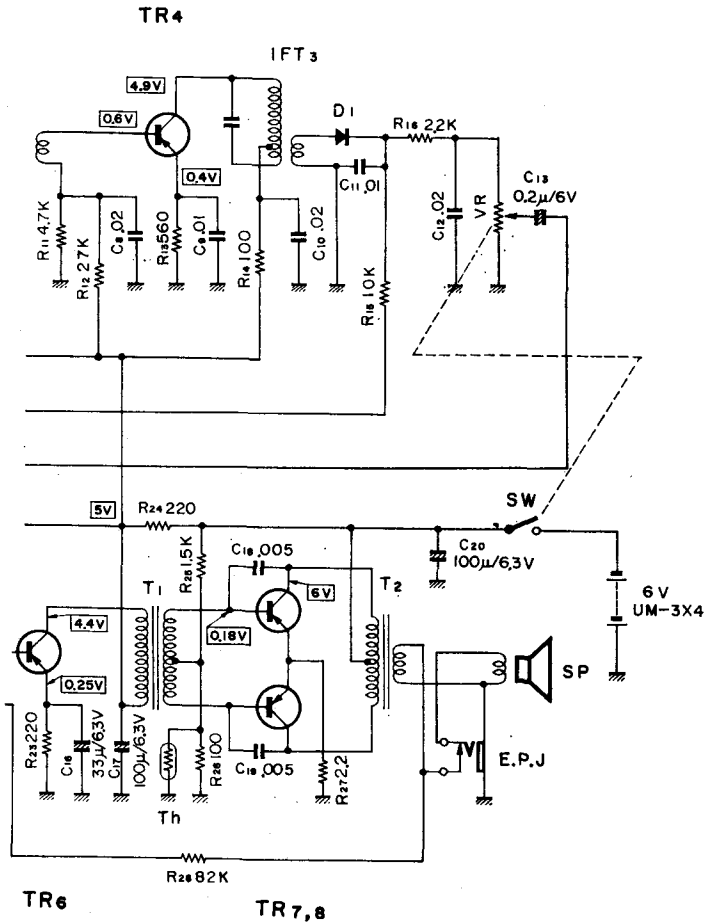 TR4
IFT3
4.9V
D1
0.6V
R16 2.2K
C13
0.2μ/6V
0.4V
C11 .01
VR
R11 4.7K
R12 27K
C8 .02
R13 560
C9 .01
R14 100
C10 .02
C12 .02
R15 10K
SW
5V
R24 220
C20
100μ/6.3V
R25 1.5K
C18 .005
T1
T2
6V
6V
UM-3X4
4.4V
0.18V
SP
0.25V
R23 220
C16
33μ/6.3V
C17
100μ/6.3V
Th
R26 100
C19 .005
R27 2.2
E.P.J
R28 82K
TR6
TR7,8